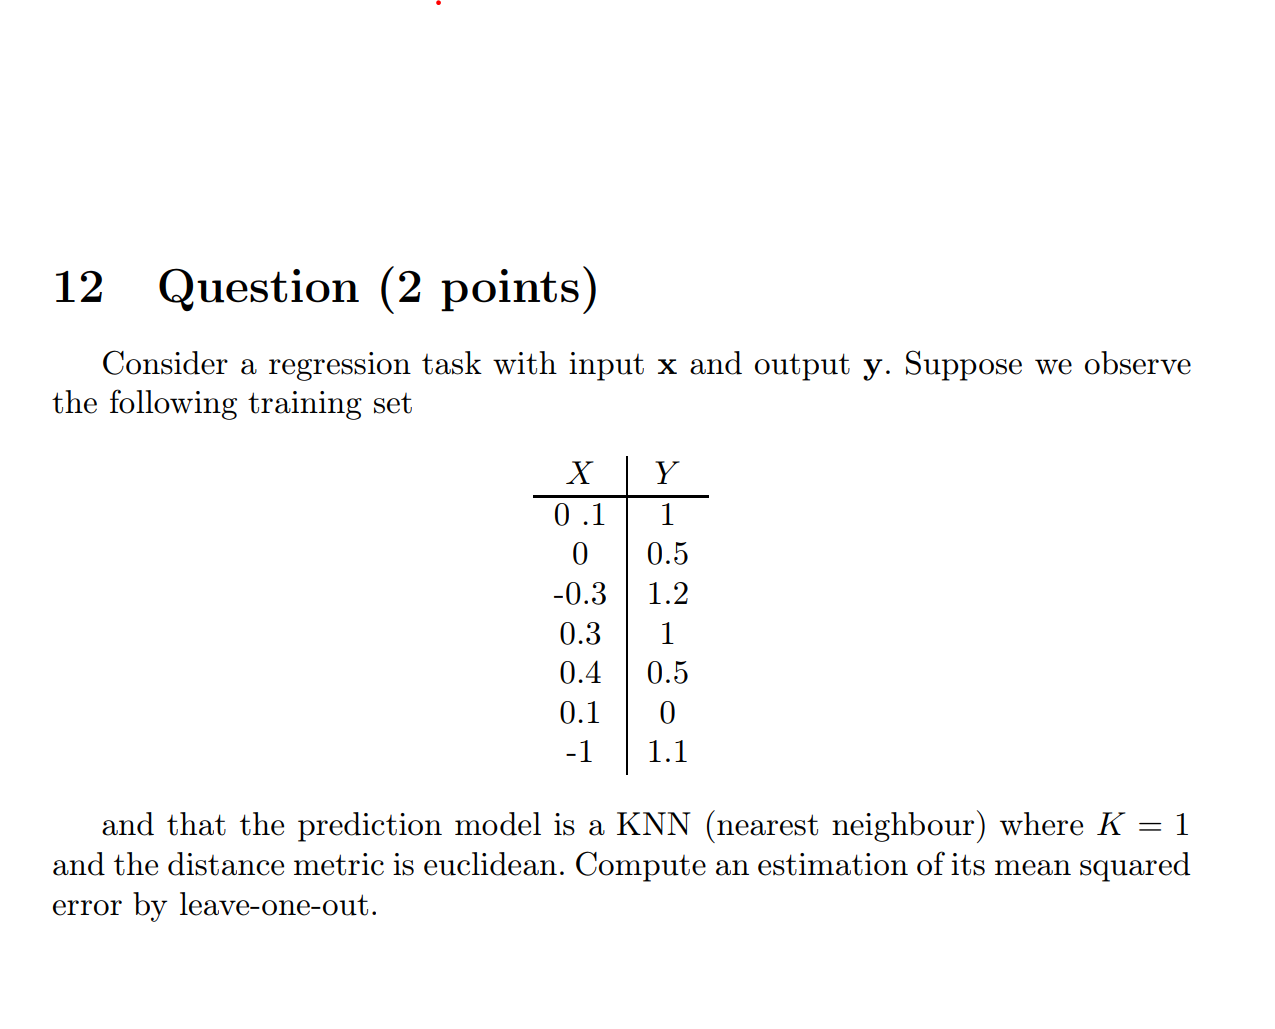 12 Question (2 points)
Consider a regression task with input x and output y. Suppose we observe
the following training set
X Y
0 .1 1
0 0.5
-0.3 1.2
0.3 1
0.4 0.5
0.1 0
-1 1.1
and that the prediction model is a KNN (nearest neighbour) where K = 1
and the distance metric is euclidean. Compute an estimation of its mean squared
error by leave-one-out.